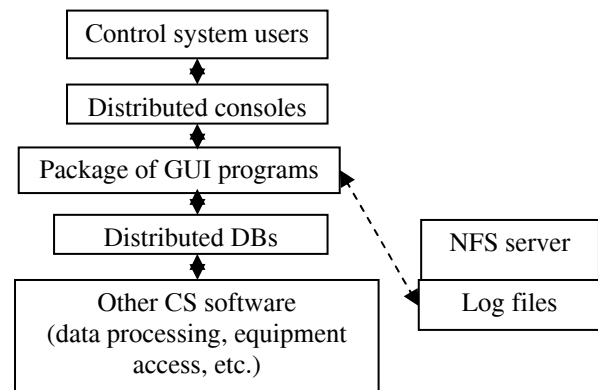 Control system users
Distributed consoles
Package of GUI programs
Distributed DBs
NFS server
Log files
Other CS software
(data processing, equipment
access, etc.)